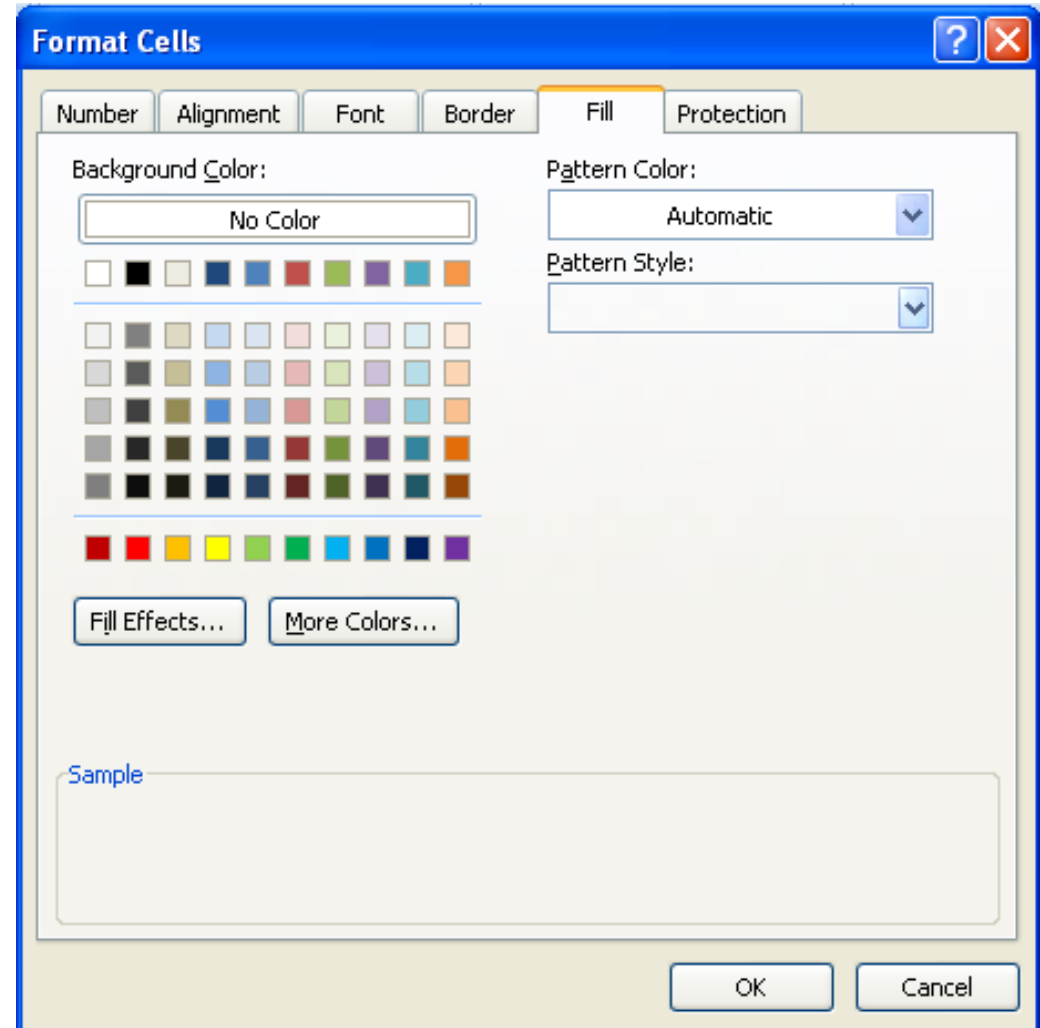 Format Cells
Number Alignment Font Border Fill Protection
Background Color:
No Color
Pattern Color:
Automatic
Pattern Style:
Fill Effects... More Colors...
Sample
OK Cancel